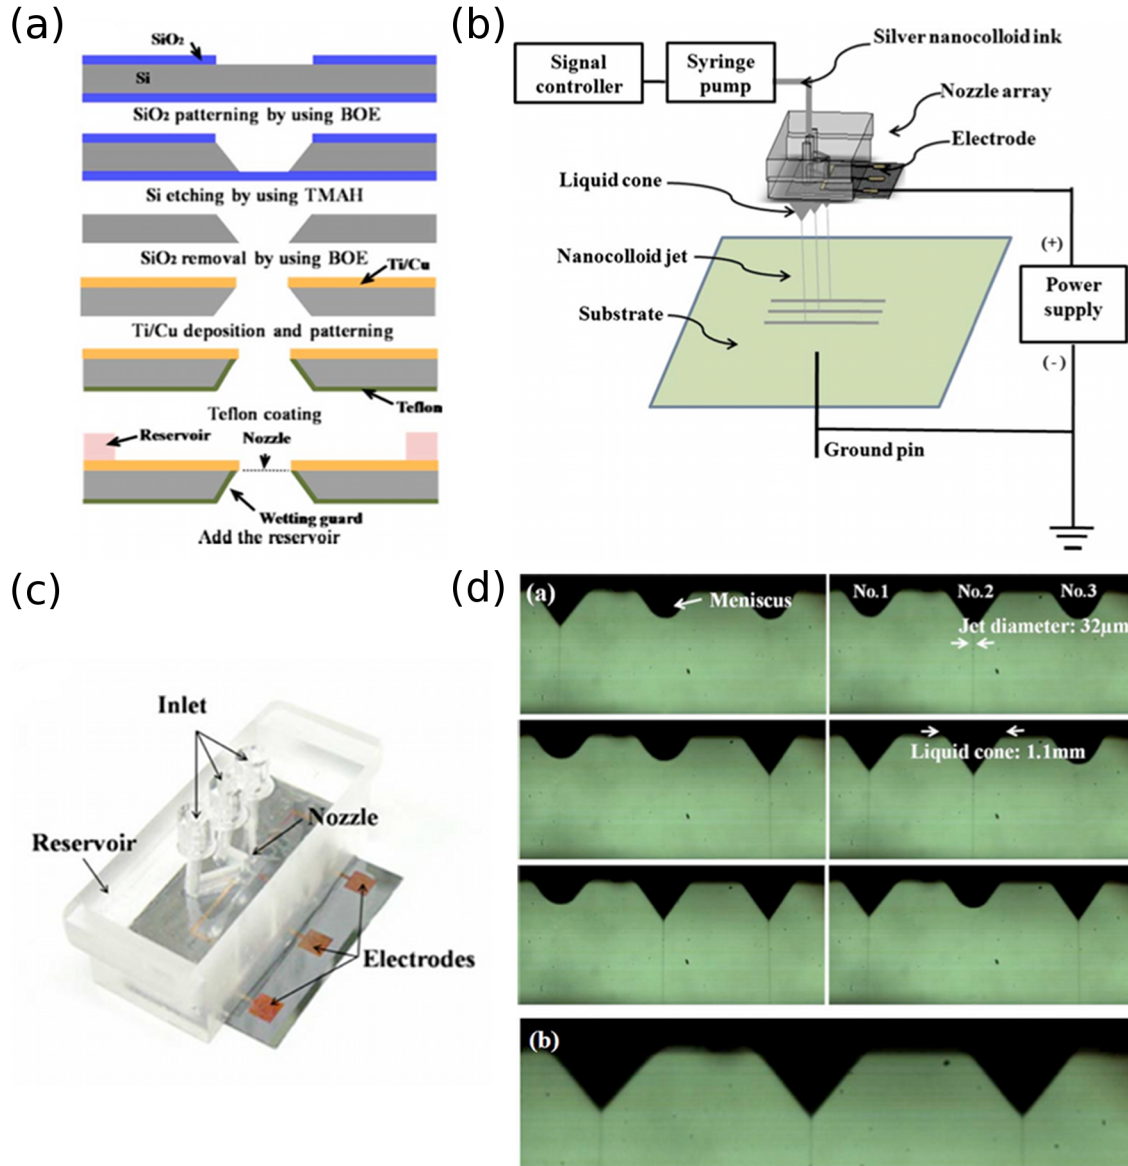 (a)
SiO₂
Si
SiO₂ patterning by using BOE
Si etching by using TMAH
SiO₂ removal by using BOE
Ti/Cu
Ti/Cu deposition and patterning
Teflon
Teflon coating
Reservoir
Nozzle
Wetting guard
Add the reservoir
(b)
Signal
controller
Syringe
pump
Silver nanocolloid ink
Nozzle array
Electrode
Liquid cone
Nanocolloid jet
Substrate
(+)
Power
supply
(-)
Ground pin
(c)
Inlet
Nozzle
Reservoir
Electrodes
(d)
(a)
Meniscus
No.1
No.2
No.3
Jet diameter: 32μm
Liquid cone: 1.1mm
(b)